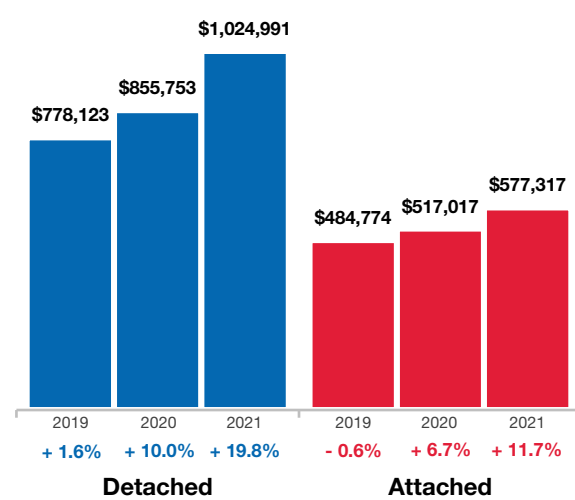 $1,024,991
$855,753
$778,123
$577,317
$517,017
$484,774
2019 2020 2021 2019 2020 2021
+ 1.6% + 10.0% + 19.8% - 0.6% + 6.7% + 11.7%
Detached Attached